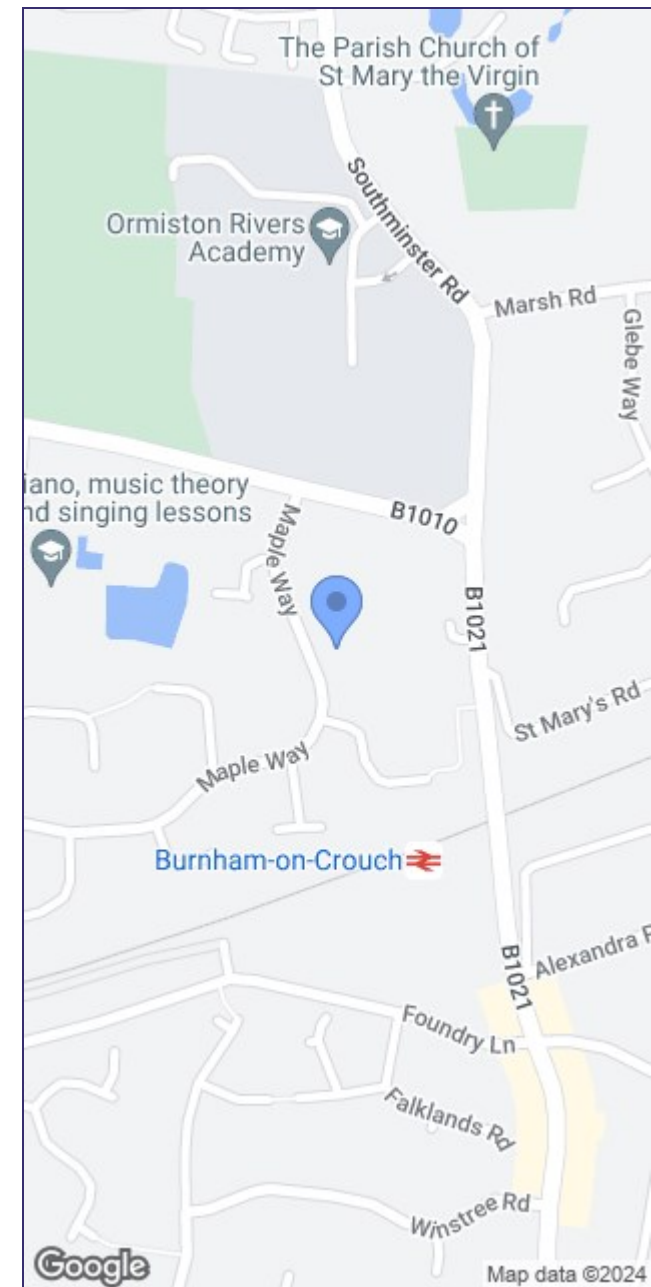 The Parish Church of
St Mary the Virgin
Southminster Rd
Ormiston Rivers
Academy
Marsh Rd
Glebe Way
iano, music theory
nd singing lessons
Maple Way
B1010
B1021
St Mary's Rd
Maple Way
Burnham-on-Crouch
B1021
Alexandra
Foundry Ln
Falklands Rd
Winstree Rd
Google
Map data ©2024